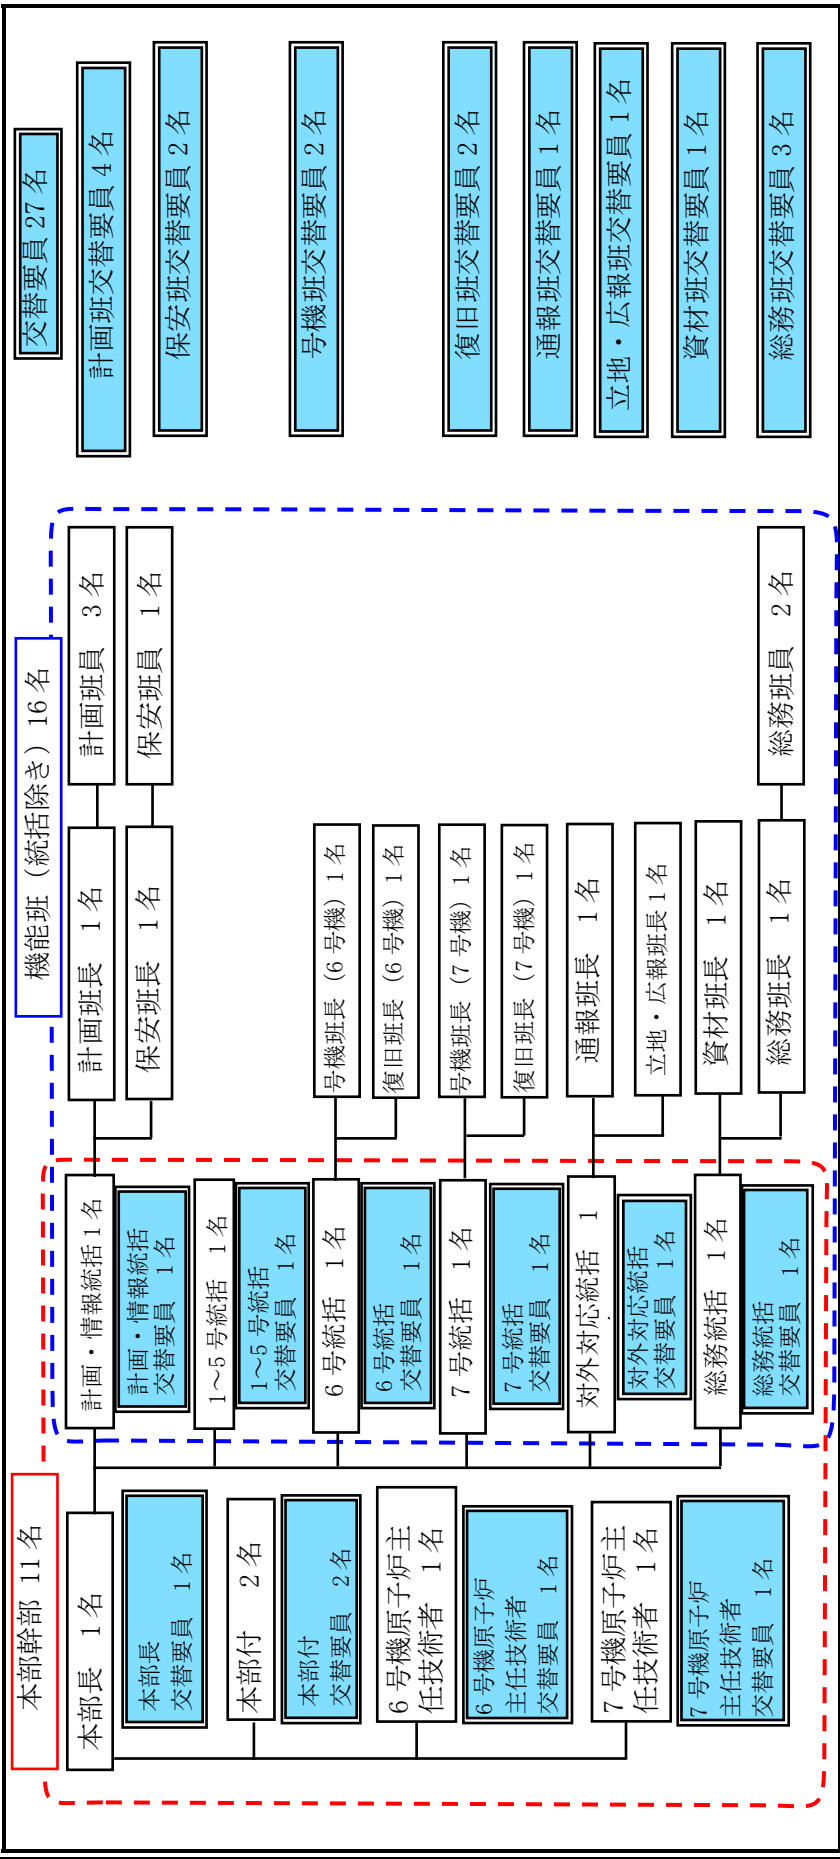 本部幹部 11名
本部長 1名
本部長
交替要員 1名
本部付 2名
本部付
交替要員 2名
6号機原子炉主
任技術者 1名
6号機原子炉
主任技術者
交替要員 1名
7号機原子炉主
任技術者 1名
7号機原子炉
主任技術者
交替要員 1名
計画・情報統括1名
計画・情報統括
交替要員 1名
1～5号統括 1名
1～5号統括
交替要員 1名
6号統括 1名
6号統括
交替要員 1名
7号統括 1名
7号統括
交替要員 1名
対外対応統括 1
対外対応統括
交替要員 1名
総務統括 1名
総務統括
交替要員 1名
機能班（統括除き）16名
計画班長 1名
保安班長 1名
号機班長（6号機）1名
復旧班長（6号機）1名
号機班長（7号機）1名
復旧班長（7号機）1名
通報班長 1名
立地・広報班長1名
資材班長 1名
総務班長 1名
計画班員 3名
保安班員 1名
総務班員 2名
交替要員27名
計画班交替要員4名
保安班交替要員2名
号機班交替要員2名
復旧班交替要員2名
通報班交替要員1名
立地・広報班交替要員1名
資材班交替要員1名
総務班交替要員3名